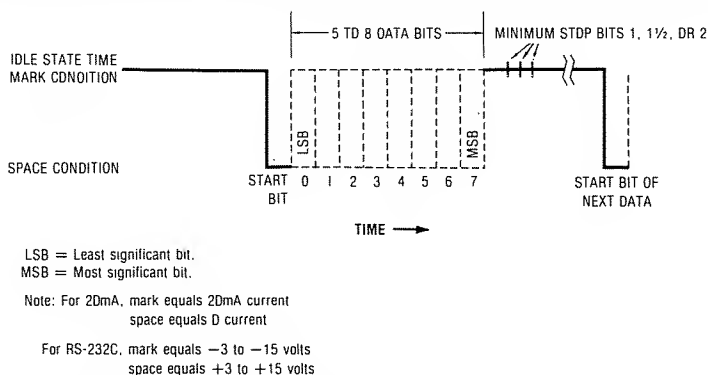 5 TD 8 OATA BITS
MINIMUM STDP BITS 1, 1½, DR 2
IDLE STATE TIME
MARK CDNDITION
LSB
MSB
SPACE CONDITION
START
BIT
0 1 2 3 4 5 6 7
START BIT OF
NEXT DATA
TIME
LSB = Least significant bit.
MSB = Most significant bit.
Note: For 2DmA, mark equals 2DmA current
space equals D current
For RS-232C, mark equals −3 to −15 volts
space equals +3 to +15 volts